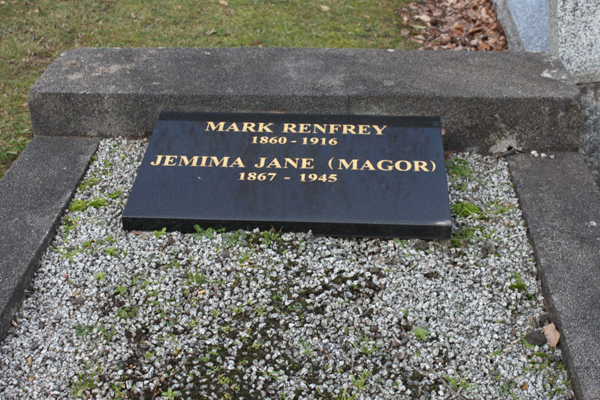 MARK RENFREY
1860 - 1916
JEMIMA JANE (MAGOR)
1867 - 1945